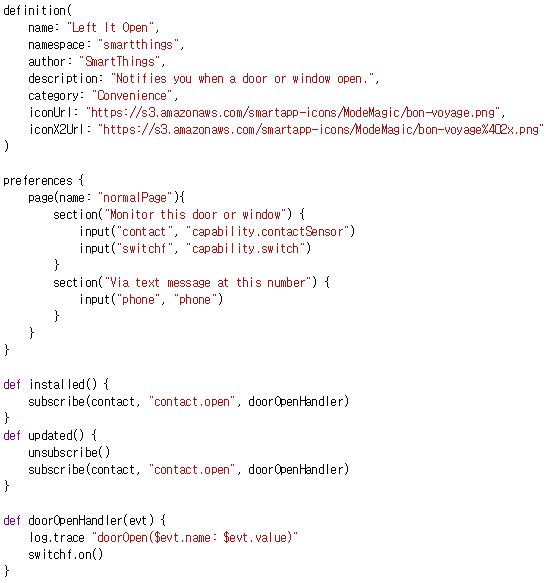 definition(
    name: "Left It Open",
    namespace: "smartthings",
    author: "SmartThings",
    description: "Notifies you when a door or window open.",
    category: "Convenience",
    iconUrl: "https://s3.amazonaws.com/smartapp-icons/ModeMagic/bon-voyage.png",
    iconX2Url: "https://s3.amazonaws.com/smartapp-icons/ModeMagic/bon-voyage%402x.png"
)

preferences {
    page(name: "normalPage"){
        section("Monitor this door or window") {
            input("contact", "capability.contactSensor")
            input("switchf", "capability.switch")
        }
        section("Via text message at this number") {
            input("phone", "phone")
        }
    }
}

def installed() {
    subscribe(contact, "contact.open", doorOpenHandler)
}
def updated() {
    unsubscribe()
    subscribe(contact, "contact.open", doorOpenHandler)
}

def doorOpenHandler(evt) {
    log.trace "doorOpen($evt.name: $evt.value)"
    switchf.on()
}